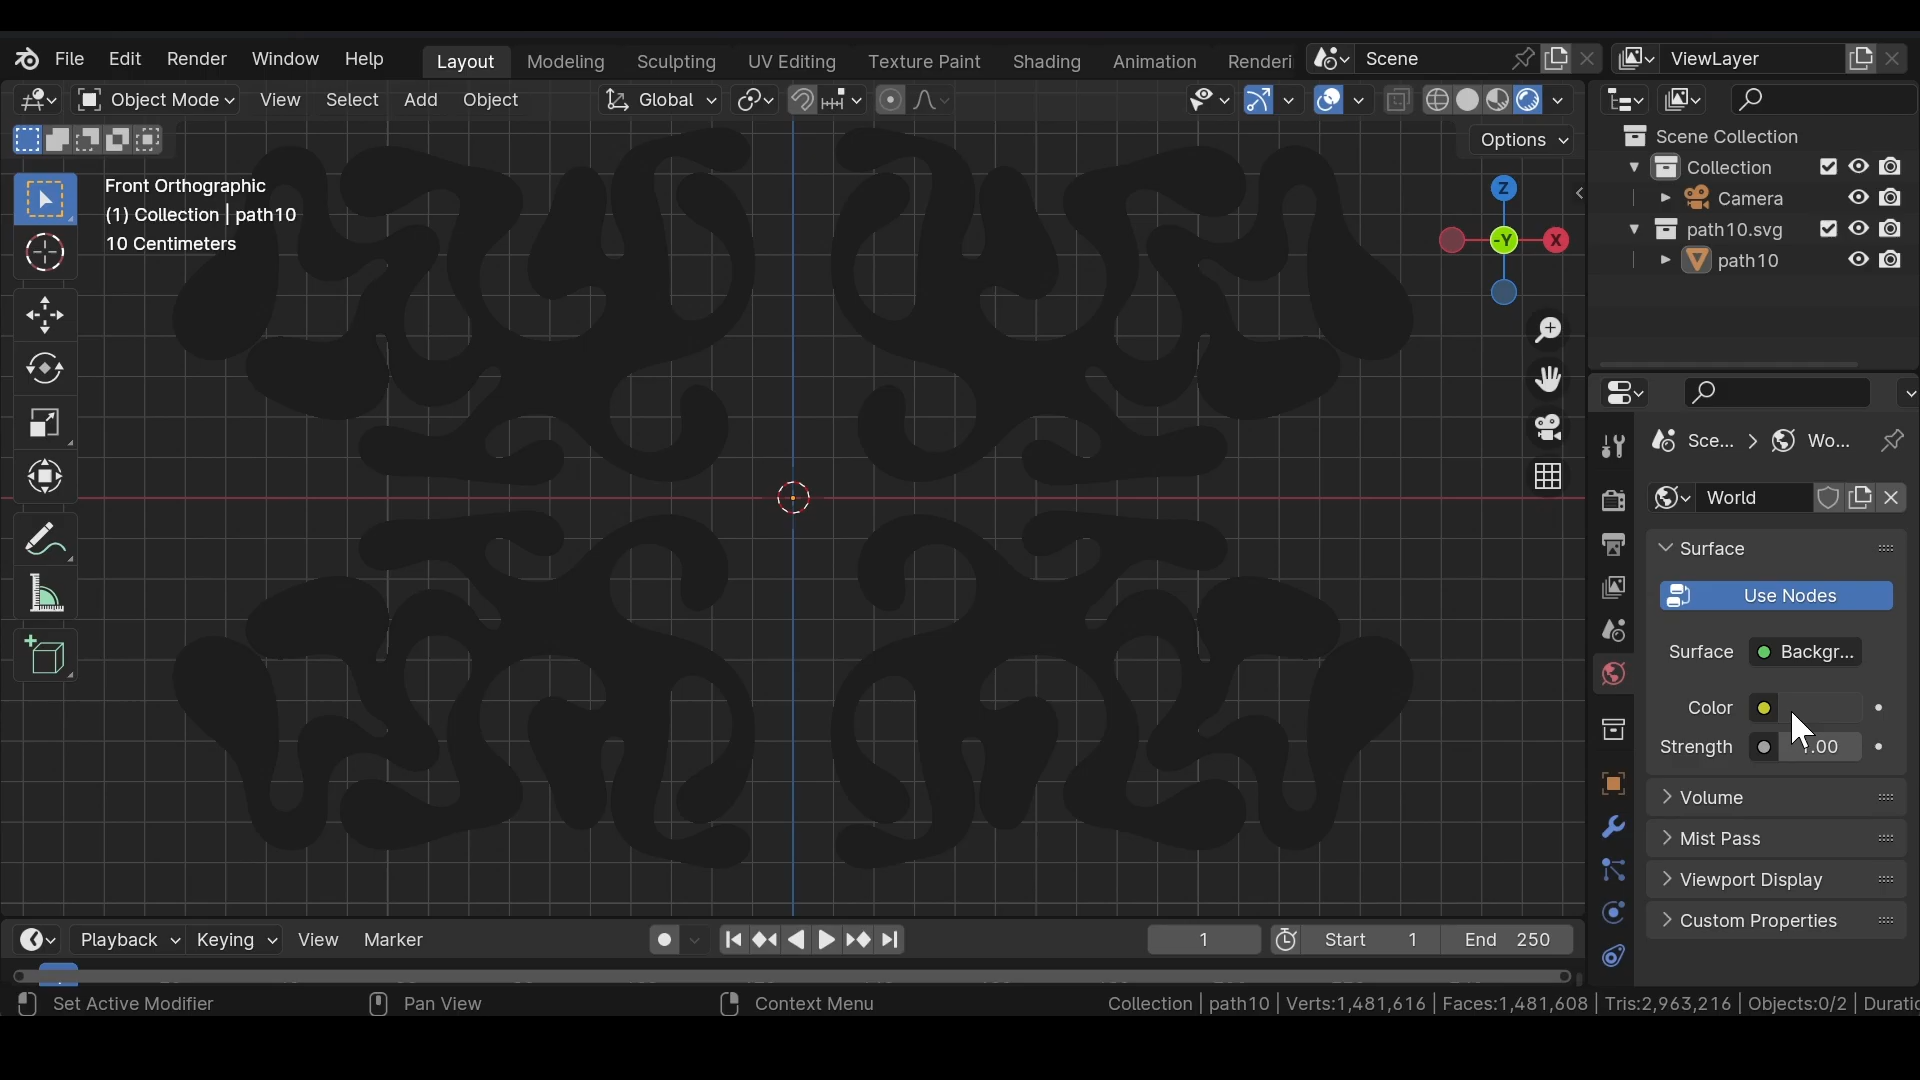 File Edit Render Window Help Layout Modeling Sculpting UV Editing Texture Paint Shading Animation Renderi Scene ViewLayer
Object Mode View Select Add Object Global
Options
Front Orthographic
(1) Collection | path10
10 Centimeters
Z
-Y X
Scene Collection
Collection
Camera
path10.svg
path10
Sce... > Wo...
World
Surface
Use Nodes
Surface Backgr...
Color
Strength .00
Volume
Mist Pass
Viewport Display
Custom Properties
Playback Keying View Marker 1 Start 1 End 250
Set Active Modifier Pan View Context Menu Collection | path10 | Verts:1,481,616 | Faces:1,481,608 | Tris:2,963,216 | Objects:0/2 | Duratio